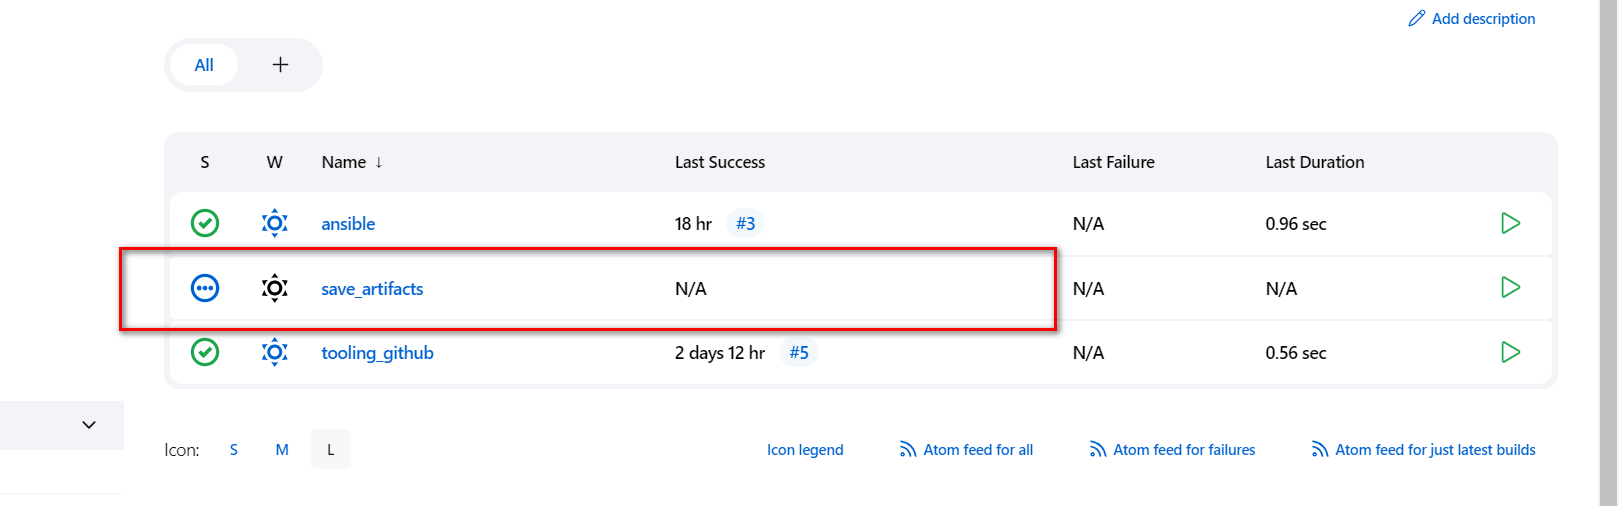 Add description
All
S W Name ↓ Last Success Last Failure Last Duration
ansible 18 hr #3 N/A 0.96 sec
save_artifacts N/A N/A N/A
tooling_github 2 days 12 hr #5 N/A 0.56 sec
Icon: S M L Icon legend Atom feed for all Atom feed for failures Atom feed for just latest builds